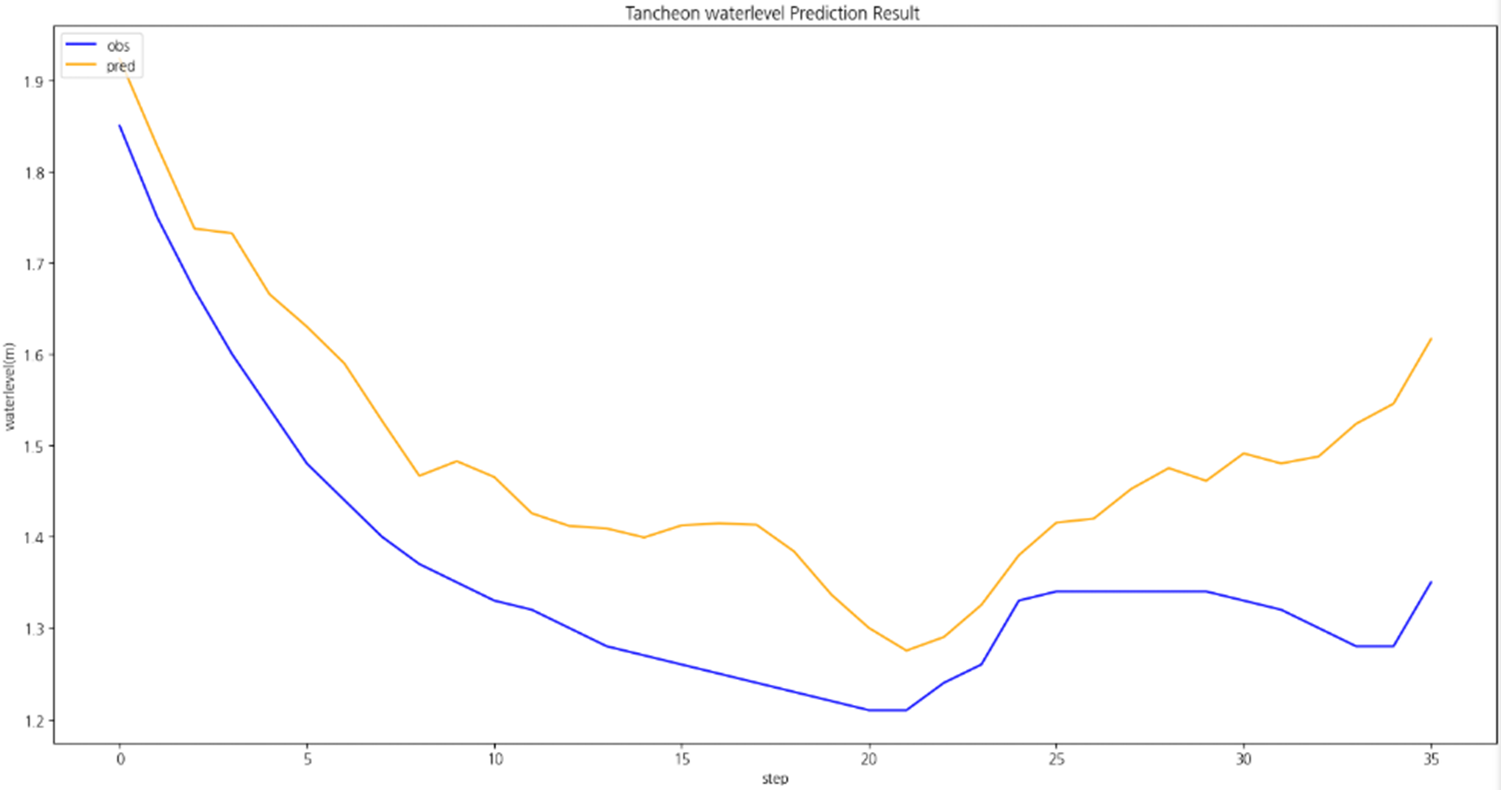 Tancheon waterlevel Prediction Result
obs
pred
waterlevel(m)
1.9
1.8
1.7
1.6
1.5
1.4
1.3
1.2
0 5 10 15 20 25 30 35
step